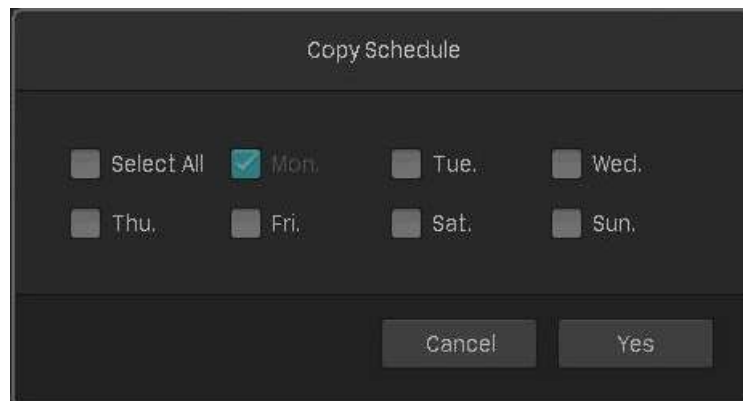 Copy Schedule
Select All Mon. Tue. Wed.
Thu. Fri. Sat. Sun.
Cancel Yes